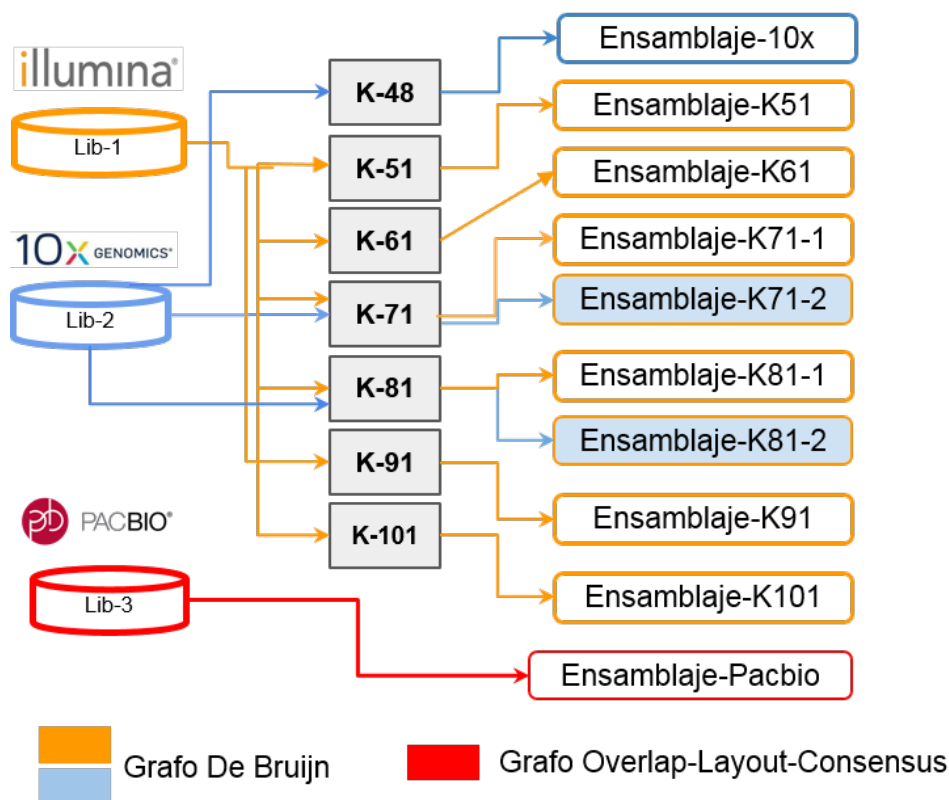 illumina®
Lib-1
10x GENOMICS®
Lib-2
PACBIO®
Lib-3
K-48
K-51
K-61
K-71
K-81
K-91
K-101
Ensamblaje-10x
Ensamblaje-K51
Ensamblaje-K61
Ensamblaje-K71-1
Ensamblaje-K71-2
Ensamblaje-K81-1
Ensamblaje-K81-2
Ensamblaje-K91
Ensamblaje-K101
Ensamblaje-Pacbio
Grafo De Bruijn
Grafo Overlap-Layout-Consensus